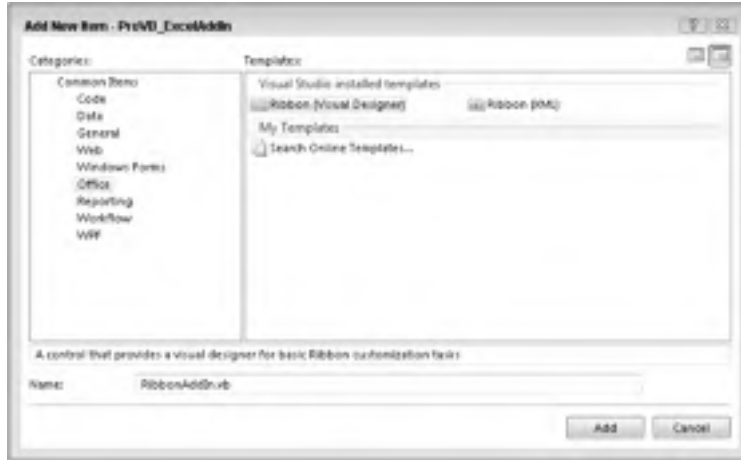 Add New Item - ProVB_ExcelAddIn
Categories:
Templates:
Common Items
Code
Data
General
Web
Windows Forms
Office
Reporting
Workflow
WPF
Visual Studio installed templates
Ribbon (Visual Designer)
Ribbon (XML)
My Templates
Search Online Templates...
A control that provides a visual designer for basic Ribbon customization tasks
Name:
RibbonAddIn.vb
Add
Cancel